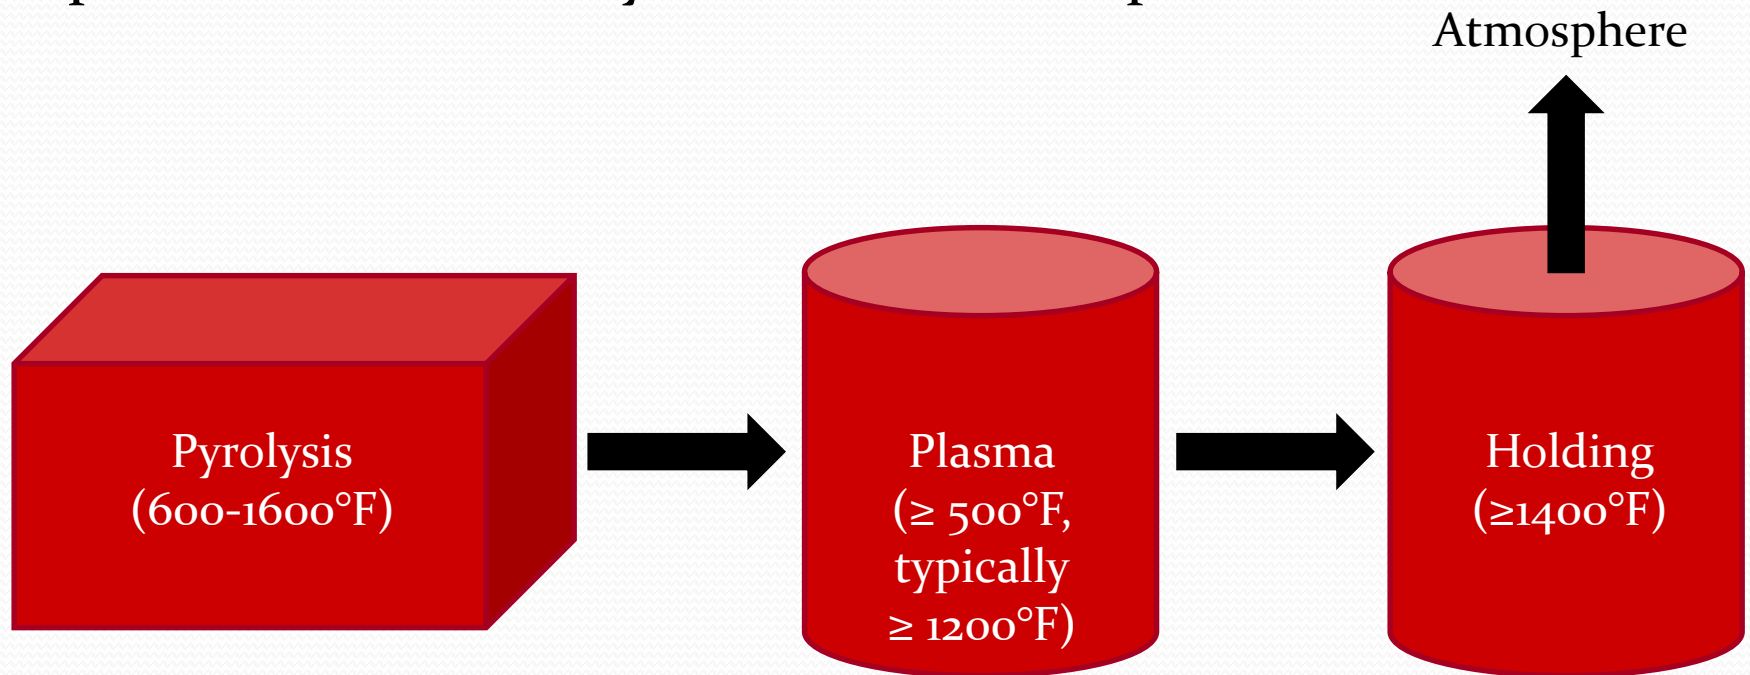 Atmosphere
Pyrolysis
(600-1600°F)
Plasma
(≥ 500°F,
typically
≥ 1200°F)
Holding
(≥1400°F)